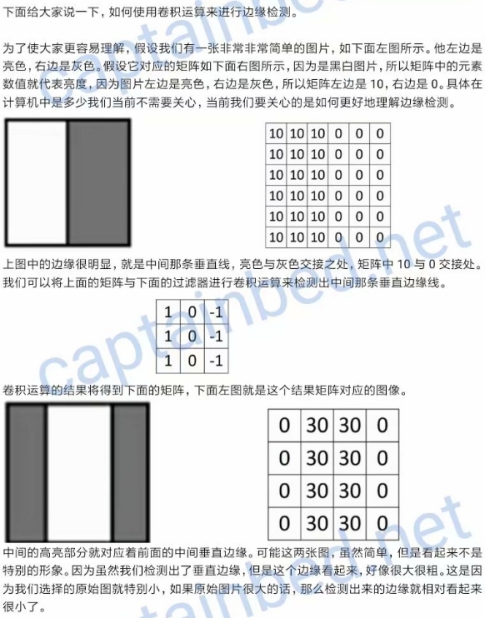 下面给大家说一下，如何使用卷积运算来进行边缘检测。
为了使大家更容易理解，假设我们有一张非常非常简单的图片，如下面左图所示。他左边是
亮色，右边是灰色。假设它对应的矩阵如下面右图所示，因为是黑白图片，所以矩阵中的元素
数值就代表亮度，因为图片左边是亮色，右边是灰色，所以矩阵左边是 10，右边是 0。具体在
计算机中是多少我们当前不需要关心，当前我们要关心的是如何更好地理解边缘检测。
10 10 10 0 0 0
10 10 10 0 0 0
10 10 10 0 0 0
10 10 10 0 0 0
10 10 10 0 0 0
10 10 10 0 0 0
上图中的边缘很明显，就是中间那条垂直线，亮色与灰色交接之处，矩阵中 10 与 0 交接处。
我们可以将上面的矩阵与下面的过滤器进行卷积运算来检测出中间那条垂直边缘线。
1 0 -1
1 0 -1
1 0 -1
卷积运算的结果将得到下面的矩阵，下面左图就是这个结果矩阵对应的图像。
0 30 30 0
0 30 30 0
0 30 30 0
0 30 30 0
中间的高亮部分就对应着前面的中间垂直边缘。可能这两张图，虽然简单，但是看起来不是
特别的形象。因为虽然我们检测出了垂直边缘，但是这个边缘看起来，好像很大很粗。这是因
为我们选择的原始图就特别小，如果原始图片很大的话，那么检测出来的边缘就相对看起来
很小了。
captainbed.net